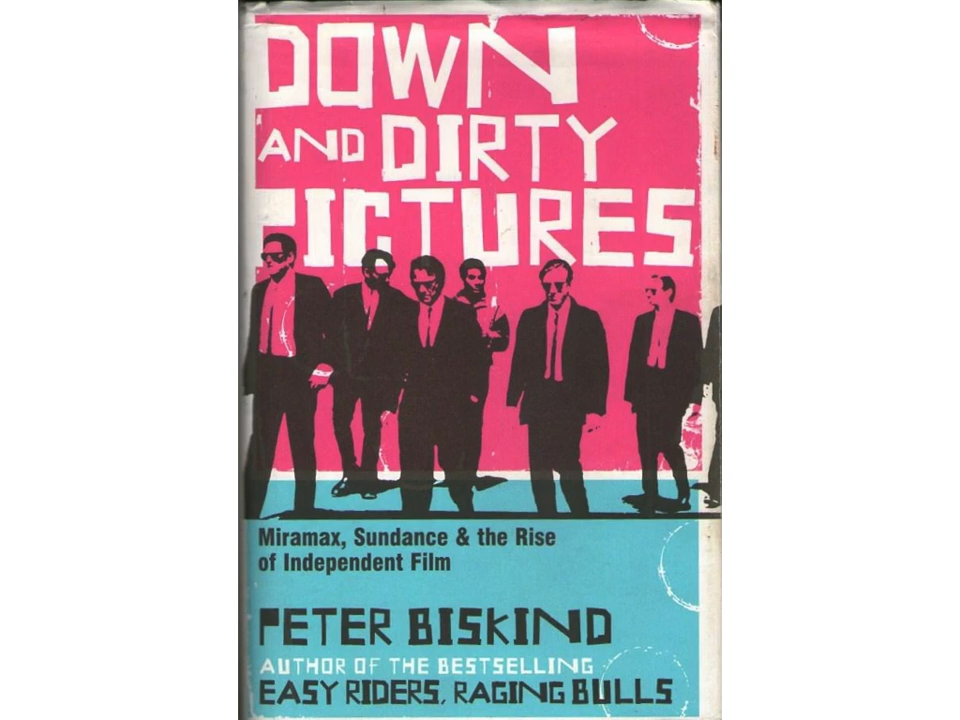 DOWN
AND DIRTY
PICTURES
Miramax, Sundance & the Rise
of Independent Film
PETER BISKIND
AUTHOR OF THE BESTSELLING
EASY RIDERS, RAGING BULLS